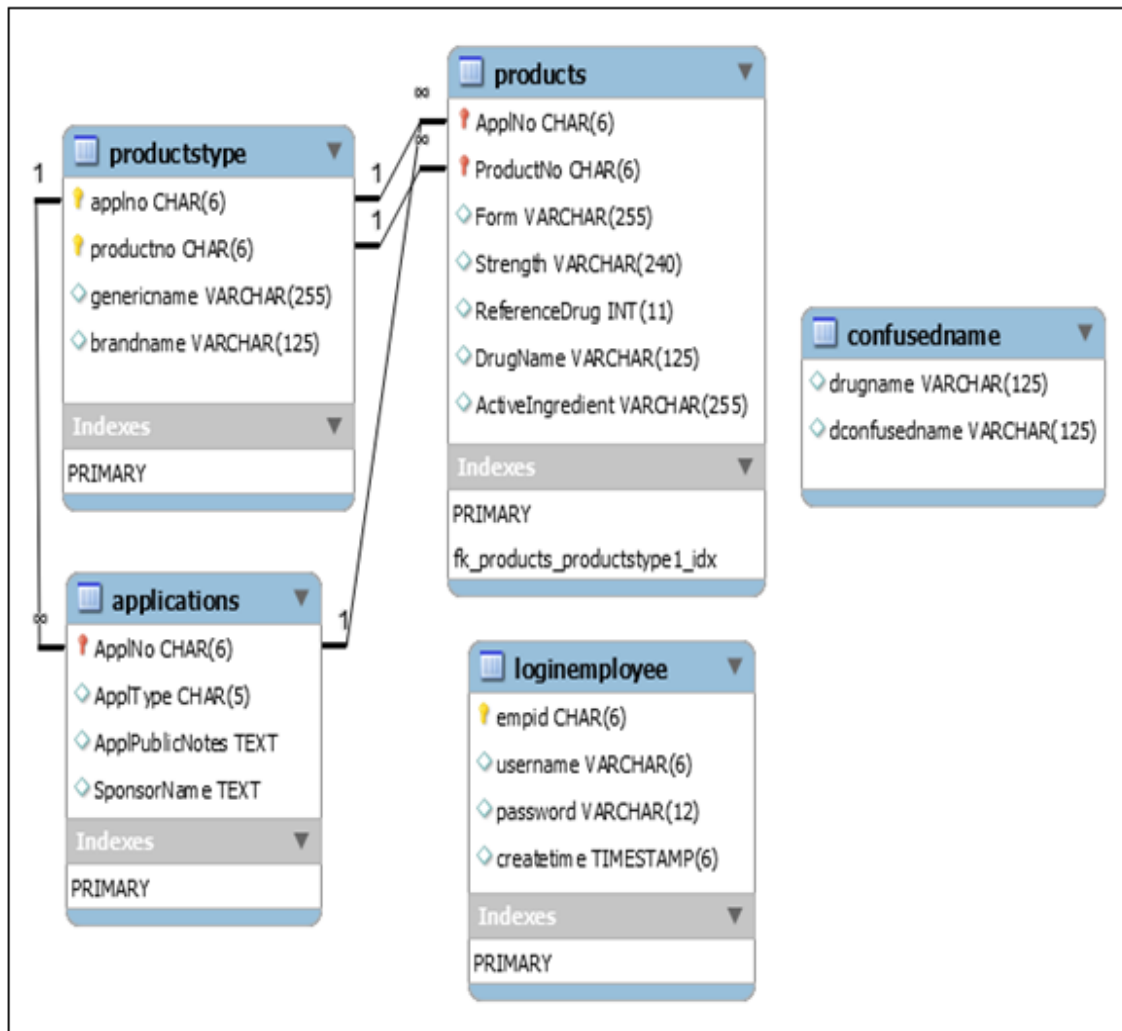 productstype
applno CHAR(6)
productno CHAR(6)
genericname VARCHAR(255)
brandname VARCHAR(125)
Indexes
PRIMARY
products
ApplNo CHAR(6)
ProductNo CHAR(6)
Form VARCHAR(255)
Strength VARCHAR(240)
ReferenceDrug INT(11)
DrugName VARCHAR(125)
ActiveIngredient VARCHAR(255)
Indexes
PRIMARY
fk_products_productstype1_idx
confusedname
drugname VARCHAR(125)
dconfusedname VARCHAR(125)
applications
ApplNo CHAR(6)
ApplType CHAR(5)
ApplPublicNotes TEXT
SponsorName TEXT
Indexes
PRIMARY
loginemployee
empid CHAR(6)
username VARCHAR(6)
password VARCHAR(12)
createtime TIMESTAMP(6)
Indexes
PRIMARY
1
∞
1
1
∞
∞
1